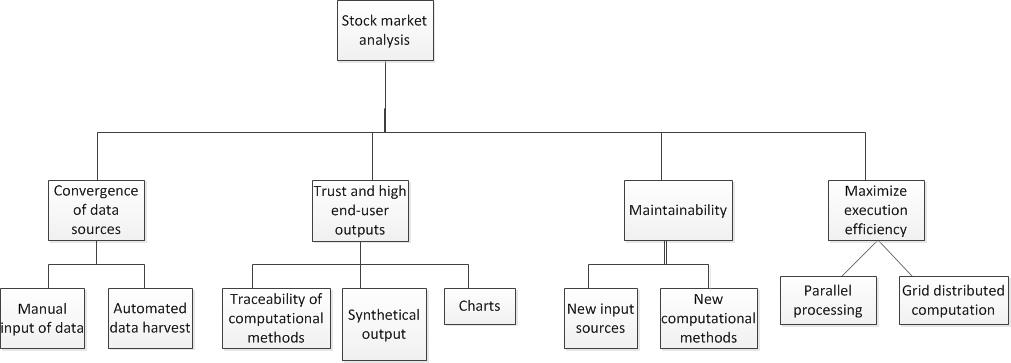 Stock market
analysis
Convergence
of data
sources
Trust and high
end-user
outputs
Maintainability
Maximize
execution
efficiency
Manual
input of data
Automated
data harvest
Traceability of
computational
methods
Synthetical
output
Charts
New input
sources
New
computational
methods
Parallel
processing
Grid distributed
computation